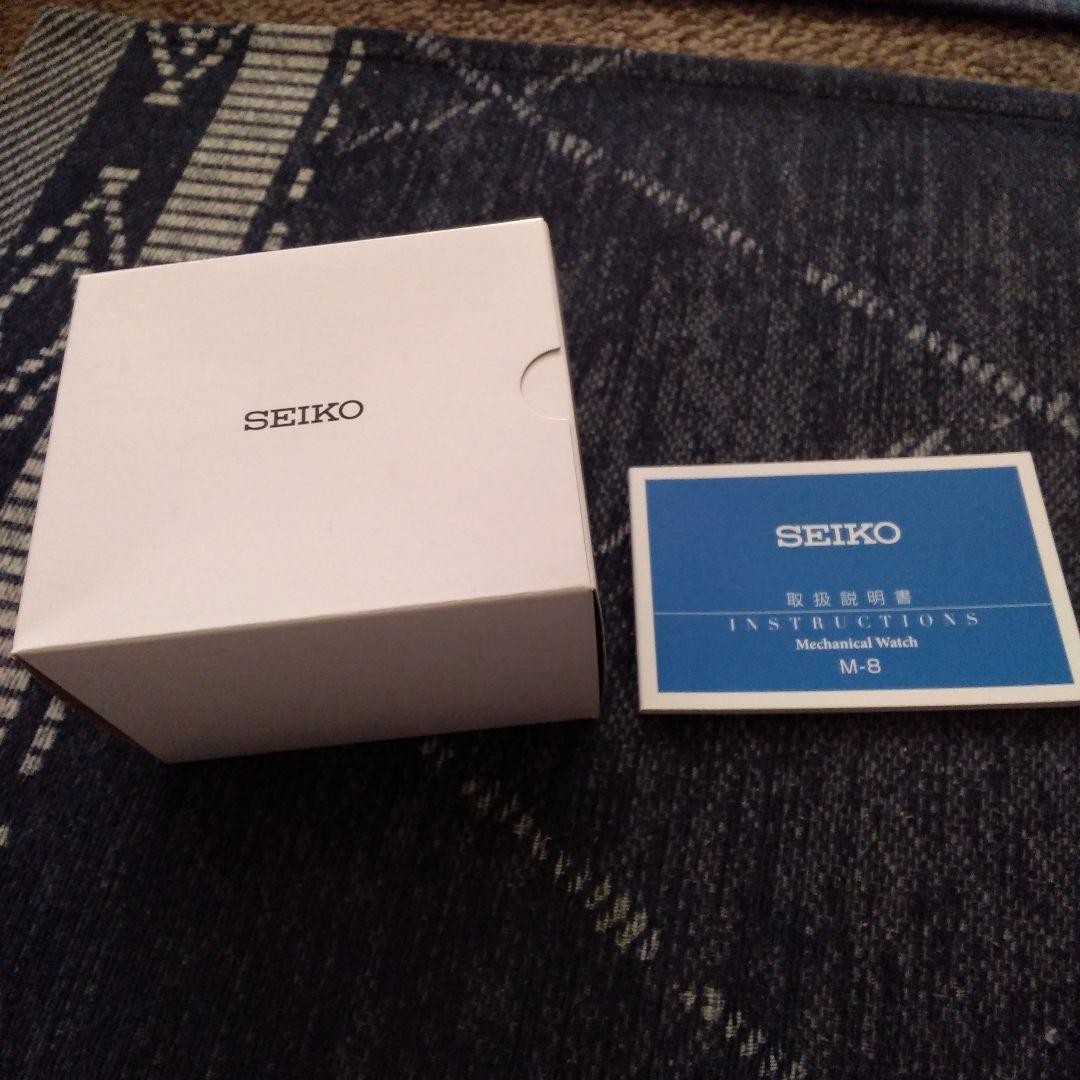 SEIKO
SEIKO
取扱説明書
INSTRUCTIONS
Mechanical Watch
M-8